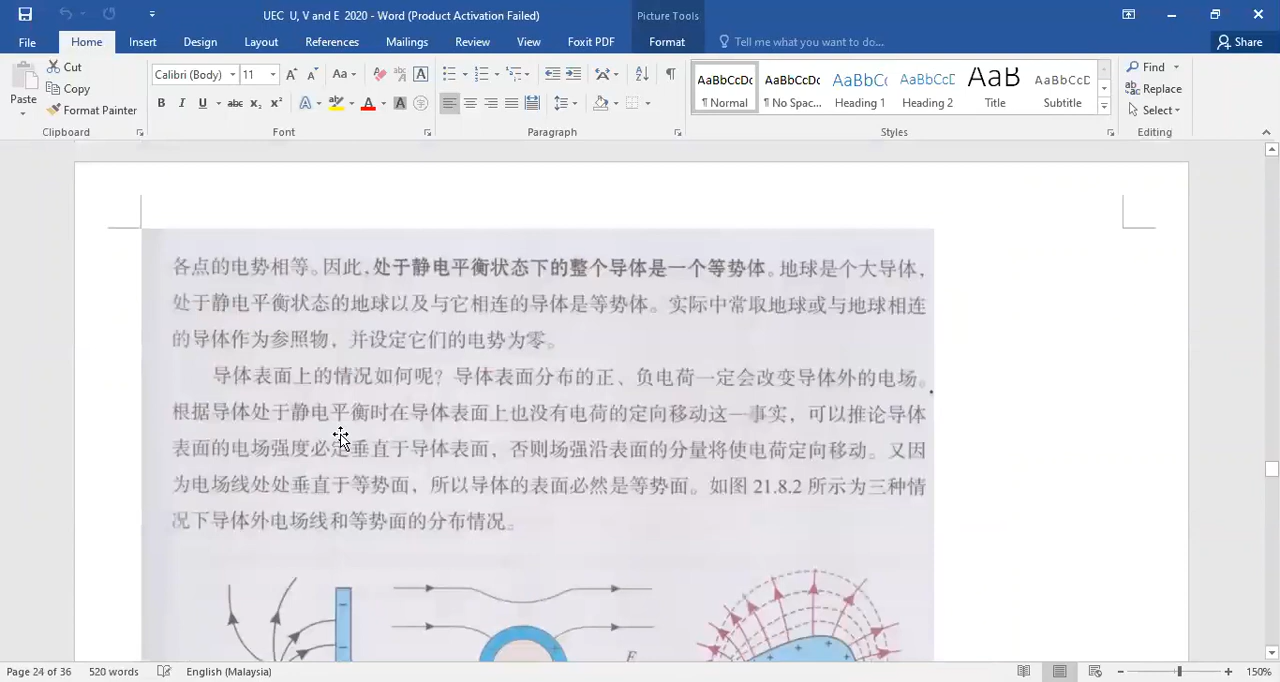 UEC U, V and E 2020 - Word (Product Activation Failed)
Picture Tools
File
Home
Insert
Design
Layout
References
Mailings
Review
View
Foxit PDF
Format
Tell me what you want to do...
Share
Paste
Cut
Copy
Format Painter
Clipboard
Calibri (Body)
11
Font
Paragraph
AaBbCcDc
¶ Normal
AaBbCcDc
¶ No Spac...
AaBbCc
Heading 1
AaBbCcD
Heading 2
AaB
Title
AaBbCcD
Subtitle
Styles
Find
Replace
Select
Editing
各点的电势相等。因此,处于静电平衡状态下的整个导体是一个等势体。地球是个大导体,
处于静电平衡状态的地球以及与它相连的导体是等势体。实际中常取地球或与地球相连
的导体作为参照物,并设定它们的电势为零。
导体表面上的情况如何呢?导体表面分布的正、负电荷一定会改变导体外的电场。
根据导体处于静电平衡时在导体表面上也没有电荷的定向移动这一事实,可以推论导体
表面的电场强度必定垂直于导体表面,否则场强沿表面的分量将使电荷定向移动。又因
为电场线处处垂直于等势面,所以导体的表面必然是等势面。如图 21.8.2 所示为三种情
况下导体外电场线和等势面的分布情况。
E
Page 24 of 36
520 words
English (Malaysia)
150%